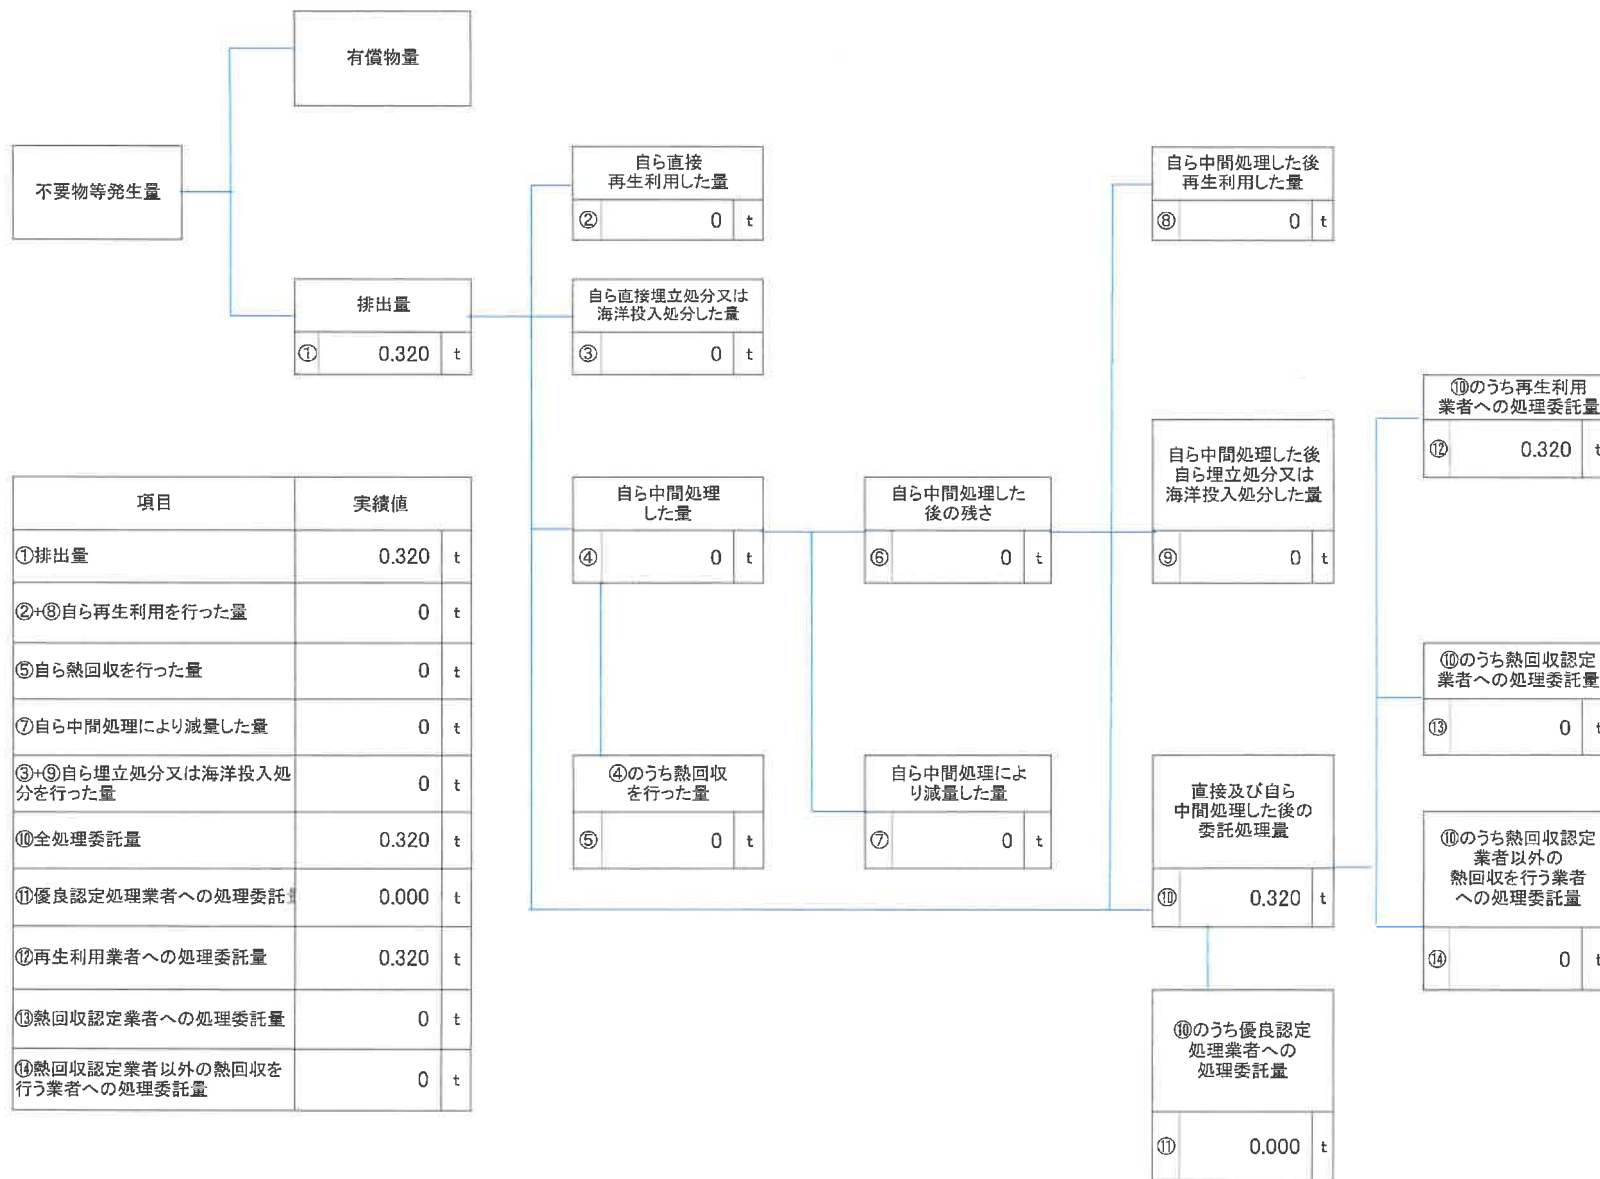 有償物量
不要物等発生量
排出量
① 0.320 t
自ら直接
再生利用した量
② 0 t
自ら直接埋立処分又は
海洋投入処分した量
③ 0 t
自ら中間処理
した量
④ 0 t
④のうち熱回収
を行った量
⑤ 0 t
自ら中間処理した
後の残さ
⑥ 0 t
自ら中間処理によ
り減量した量
⑦ 0 t
自ら中間処理した後
再生利用した量
⑧ 0 t
自ら中間処理した後
自ら埋立処分又は
海洋投入処分した量
⑨ 0 t
直接及び自ら
中間処理した後の
委託処理量
⑩ 0.320 t
⑩のうち優良認定
処理業者への
処理委託量
⑪ 0.000 t
⑩のうち再生利用
業者への処理委託量
⑫ 0.320 t
⑩のうち熱回収認定
業者への処理委託量
⑬ 0 t
⑩のうち熱回収認定
業者以外の
熱回収を行う業者
への処理委託量
⑭ 0 t
項目 実績値
①排出量 0.320 t
②+⑧自ら再生利用を行った量 0 t
⑤自ら熱回収を行った量 0 t
⑦自ら中間処理により減量した量 0 t
③+⑨自ら埋立処分又は海洋投入処
分を行った量 0 t
⑩全処理委託量 0.320 t
⑪優良認定処理業者への処理委託 0.000 t
⑫再生利用業者への処理委託量 0.320 t
⑬熱回収認定業者への処理委託量 0 t
⑭熱回収認定業者以外の熱回収を
行う業者への処理委託量 0 t